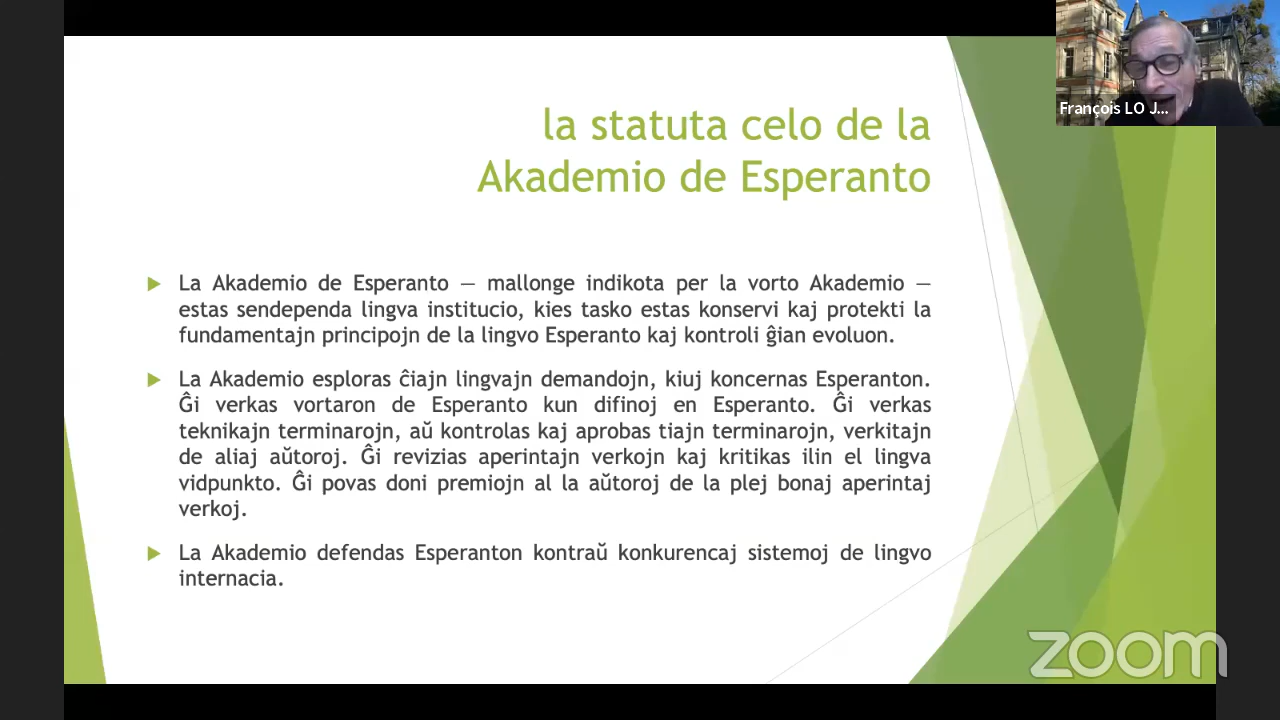 François LO J...
la statuta celo de la
Akademio de Esperanto
La Akademio de Esperanto — mallonge indikota per la vorto Akademio —
estas sendependa lingva institucio, kies tasko estas konservi kaj protekti la
fundamentajn principojn de la lingvo Esperanto kaj kontroli ĝian evoluon.
La Akademio esploras ĉiajn lingvajn demandojn, kiuj koncernas Esperanton.
Ĝi verkas vortaron de Esperanto kun difinoj en Esperanto. Ĝi verkas
teknikajn terminarojn, aŭ kontrolas kaj aprobas tiajn terminarojn, verkitajn
de aliaj aŭtoroj. Ĝi revizias aperintajn verkojn kaj kritikas ilin el lingva
vidpunkto. Ĝi povas doni premiojn al la aŭtoroj de la plej bonaj aperintaj
verkoj.
La Akademio defendas Esperanton kontraŭ konkurencaj sistemoj de lingvo
internacia.
zoom